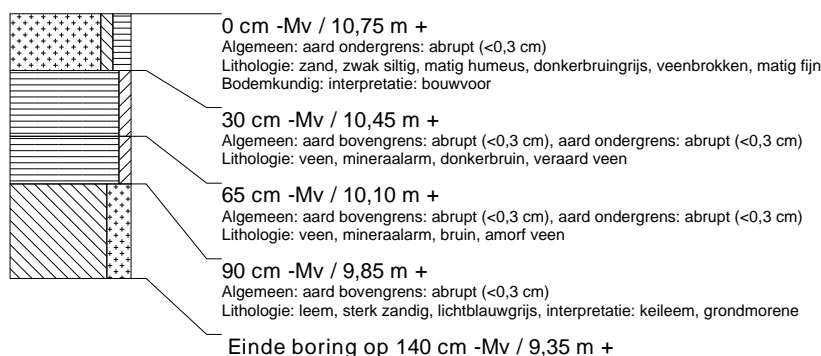 0 cm -Mv / 10,75 m +
Algemeen: aard ondergrens: abrupt (<0,3 cm)
Lithologie: zand, zwak siltig, matig humeus, donkerbruingrijs, veenbrokken, matig fijn
Bodemkundig: interpretatie: bouwvoor
30 cm -Mv / 10,45 m +
Algemeen: aard bovengrens: abrupt (<0,3 cm), aard ondergrens: abrupt (<0,3 cm)
Lithologie: veen, mineraalarm, donkerbruin, veraard veen
65 cm -Mv / 10,10 m +
Algemeen: aard bovengrens: abrupt (<0,3 cm), aard ondergrens: abrupt (<0,3 cm)
Lithologie: veen, mineraalarm, bruin, amorf veen
90 cm -Mv / 9,85 m +
Algemeen: aard bovengrens: abrupt (<0,3 cm)
Lithologie: leem, sterk zandig, lichtblauwgrijs, interpretatie: keileem, grondmorene
Einde boring op 140 cm -Mv / 9,35 m +